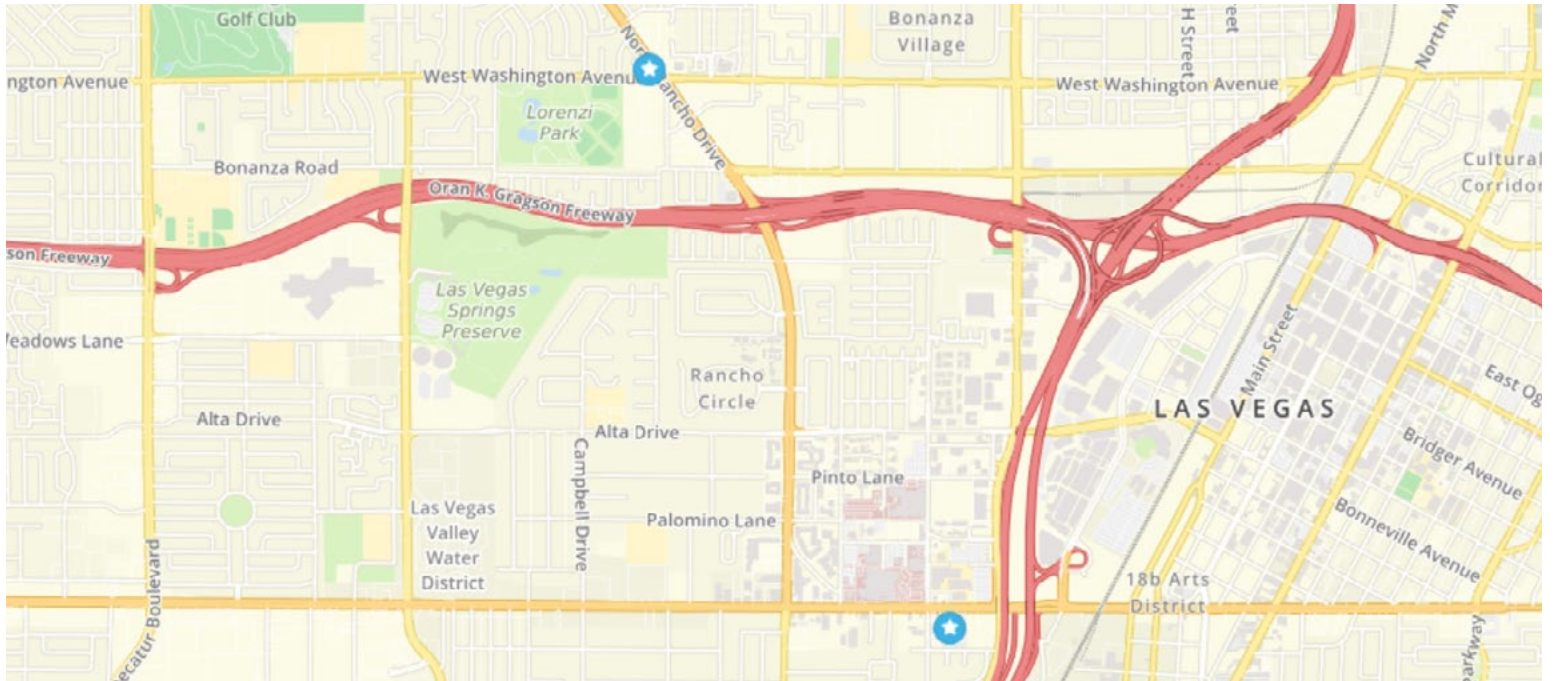 Golf Club
Bonanza
Village
H Street
Street
North M
ngton Avenue
West Washington Avenu
North Rancho Drive
West Washington Avenue
Lorenzi
Park
Bonanza Road
Cultural
Corridor
Oran K. Gragson Freeway
son Freeway
Las Vegas
Springs
Preserve
Meadows Lane
Main Street
Rancho
Circle
East Og
Alta Drive
Alta Drive
LAS VEGAS
Campbell Drive
Bridger Avenue
Pinto Lane
Las Vegas
Valley
Water
District
Palomino Lane
Bonneville Avenue
18b Arts
District
ecatur Boulevard
Parkway